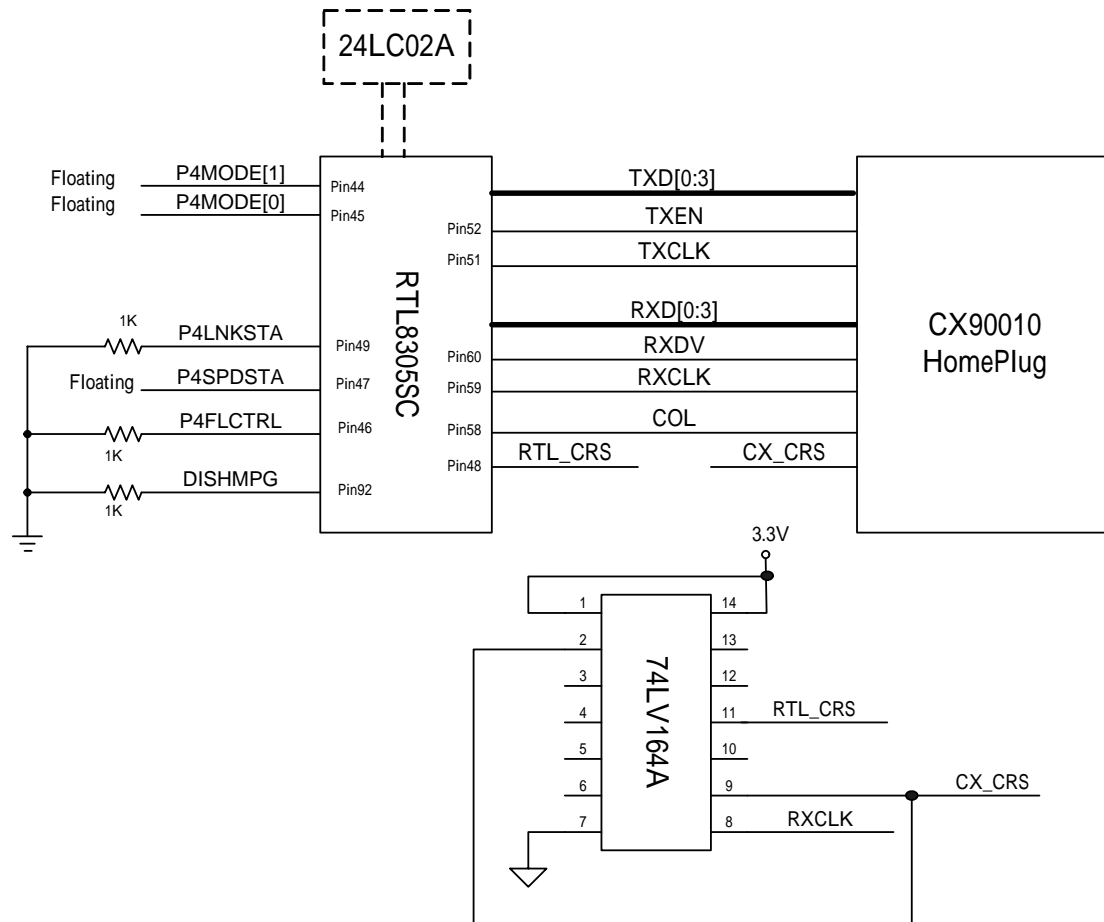 24LC02A
Floating P4MODE[1] Pin44
Floating P4MODE[0] Pin45
1K P4LNKSTA Pin49
Floating P4SPDSTA Pin47
1K P4FLCTRL Pin46
1K DISHMPG Pin92
RTL8305SC
TXD[0:3]
Pin52 TXEN
Pin51 TXCLK
RXD[0:3]
Pin60 RXDV
Pin59 RXCLK
Pin58 COL
Pin48 RTL_CRS CX_CRS
CX90010
HomePlug
3.3V
1 14
2 13
3 12
4 11 RTL_CRS
5 10
6 9 CX_CRS
7 8 RXCLK
74LV164A